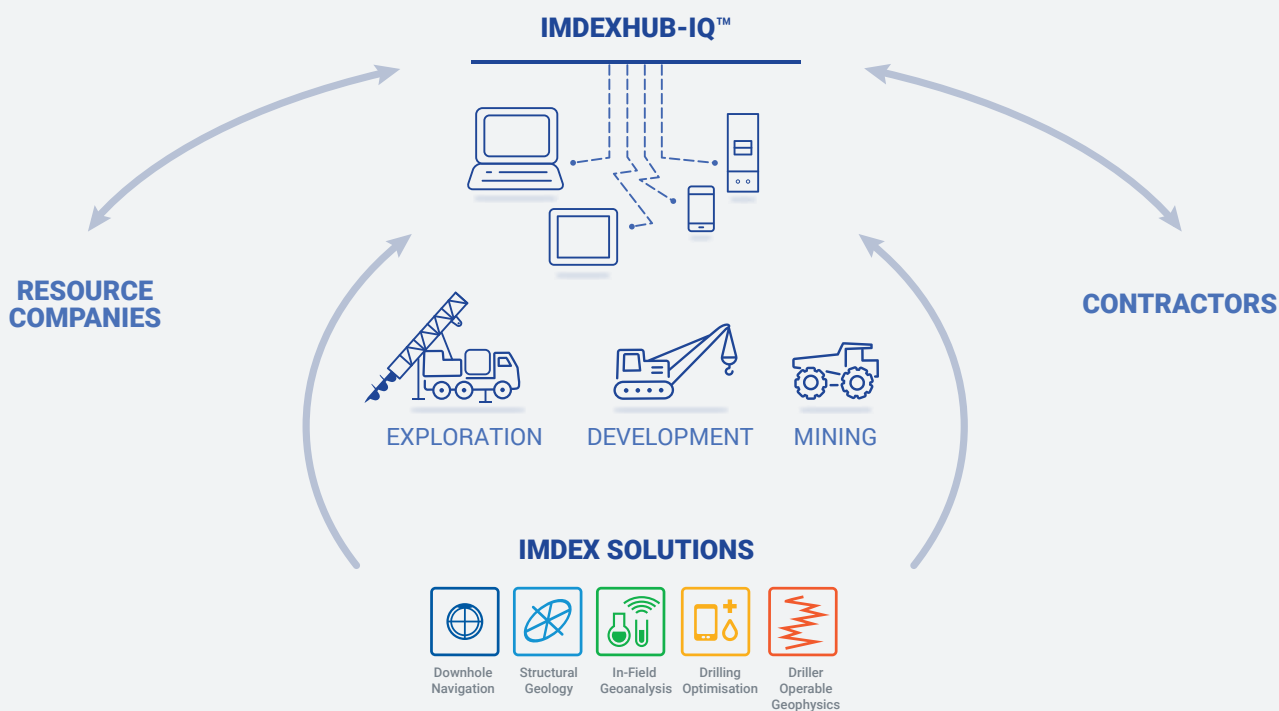 IMDEXHUB-IQ™
RESOURCE
COMPANIES
CONTRACTORS
EXPLORATION
DEVELOPMENT
MINING
IMDEX SOLUTIONS
Downhole
Navigation
Structural
Geology
In-Field
Geoanalysis
Drilling
Optimisation
Driller
Operable
Geophysics